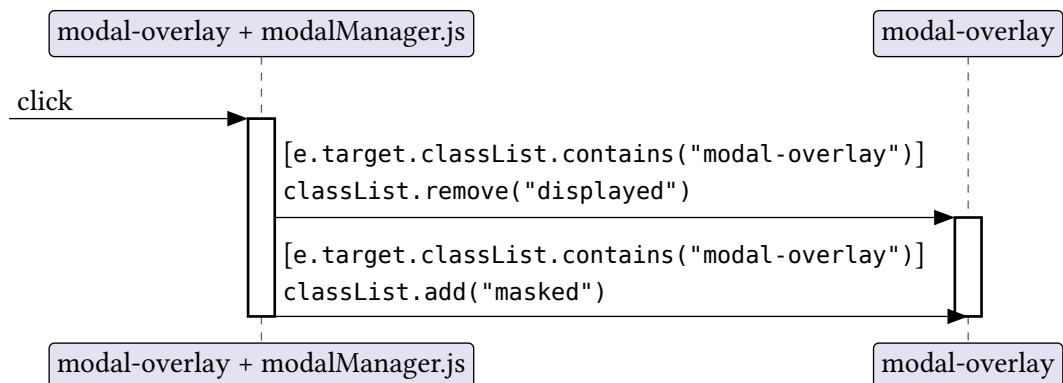 modal-overlay + modalManager.js
modal-overlay
click
[e.target.classList.contains("modal-overlay")]
classList.remove("displayed")
[e.target.classList.contains("modal-overlay")]
classList.add("masked")
modal-overlay + modalManager.js
modal-overlay